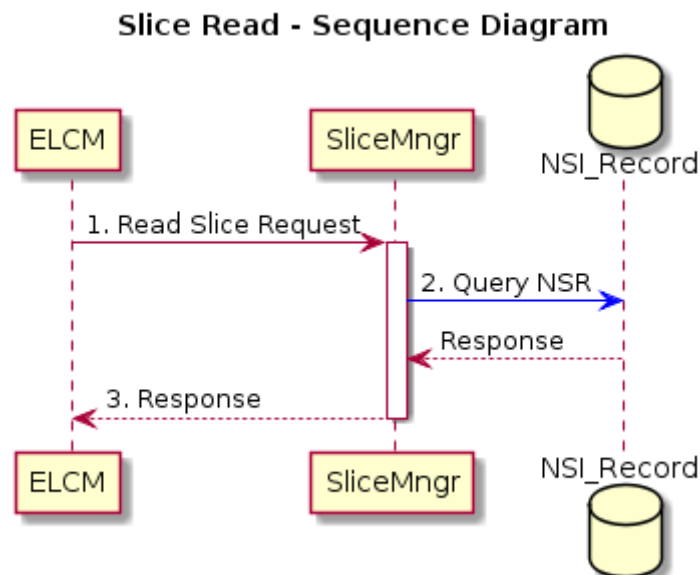 Slice Read - Sequence Diagram
ELCM
SliceMngr
NSI_Record
1. Read Slice Request
2. Query NSR
Response
3. Response
ELCM
SliceMngr
NSI_Record